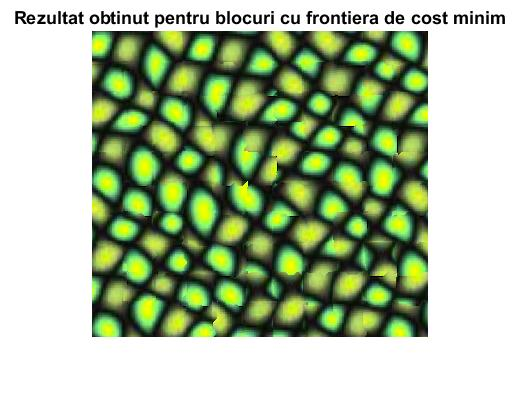 Rezultat obtinut pentru blocuri cu frontiera de cost minim